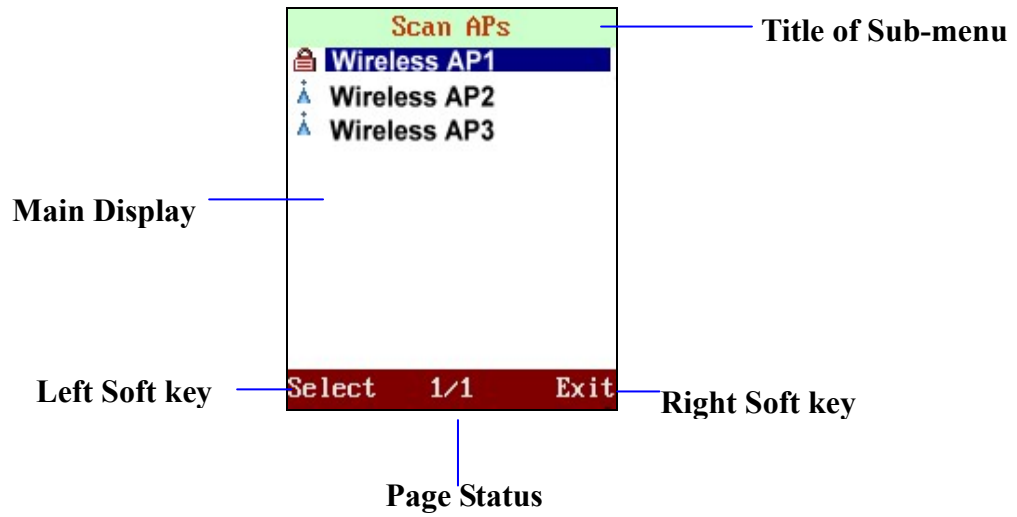 Scan APs
Title of Sub-menu
Wireless AP1
Wireless AP2
Wireless AP3
Main Display
Left Soft key
Select 1/1 Exit
Right Soft key
Page Status